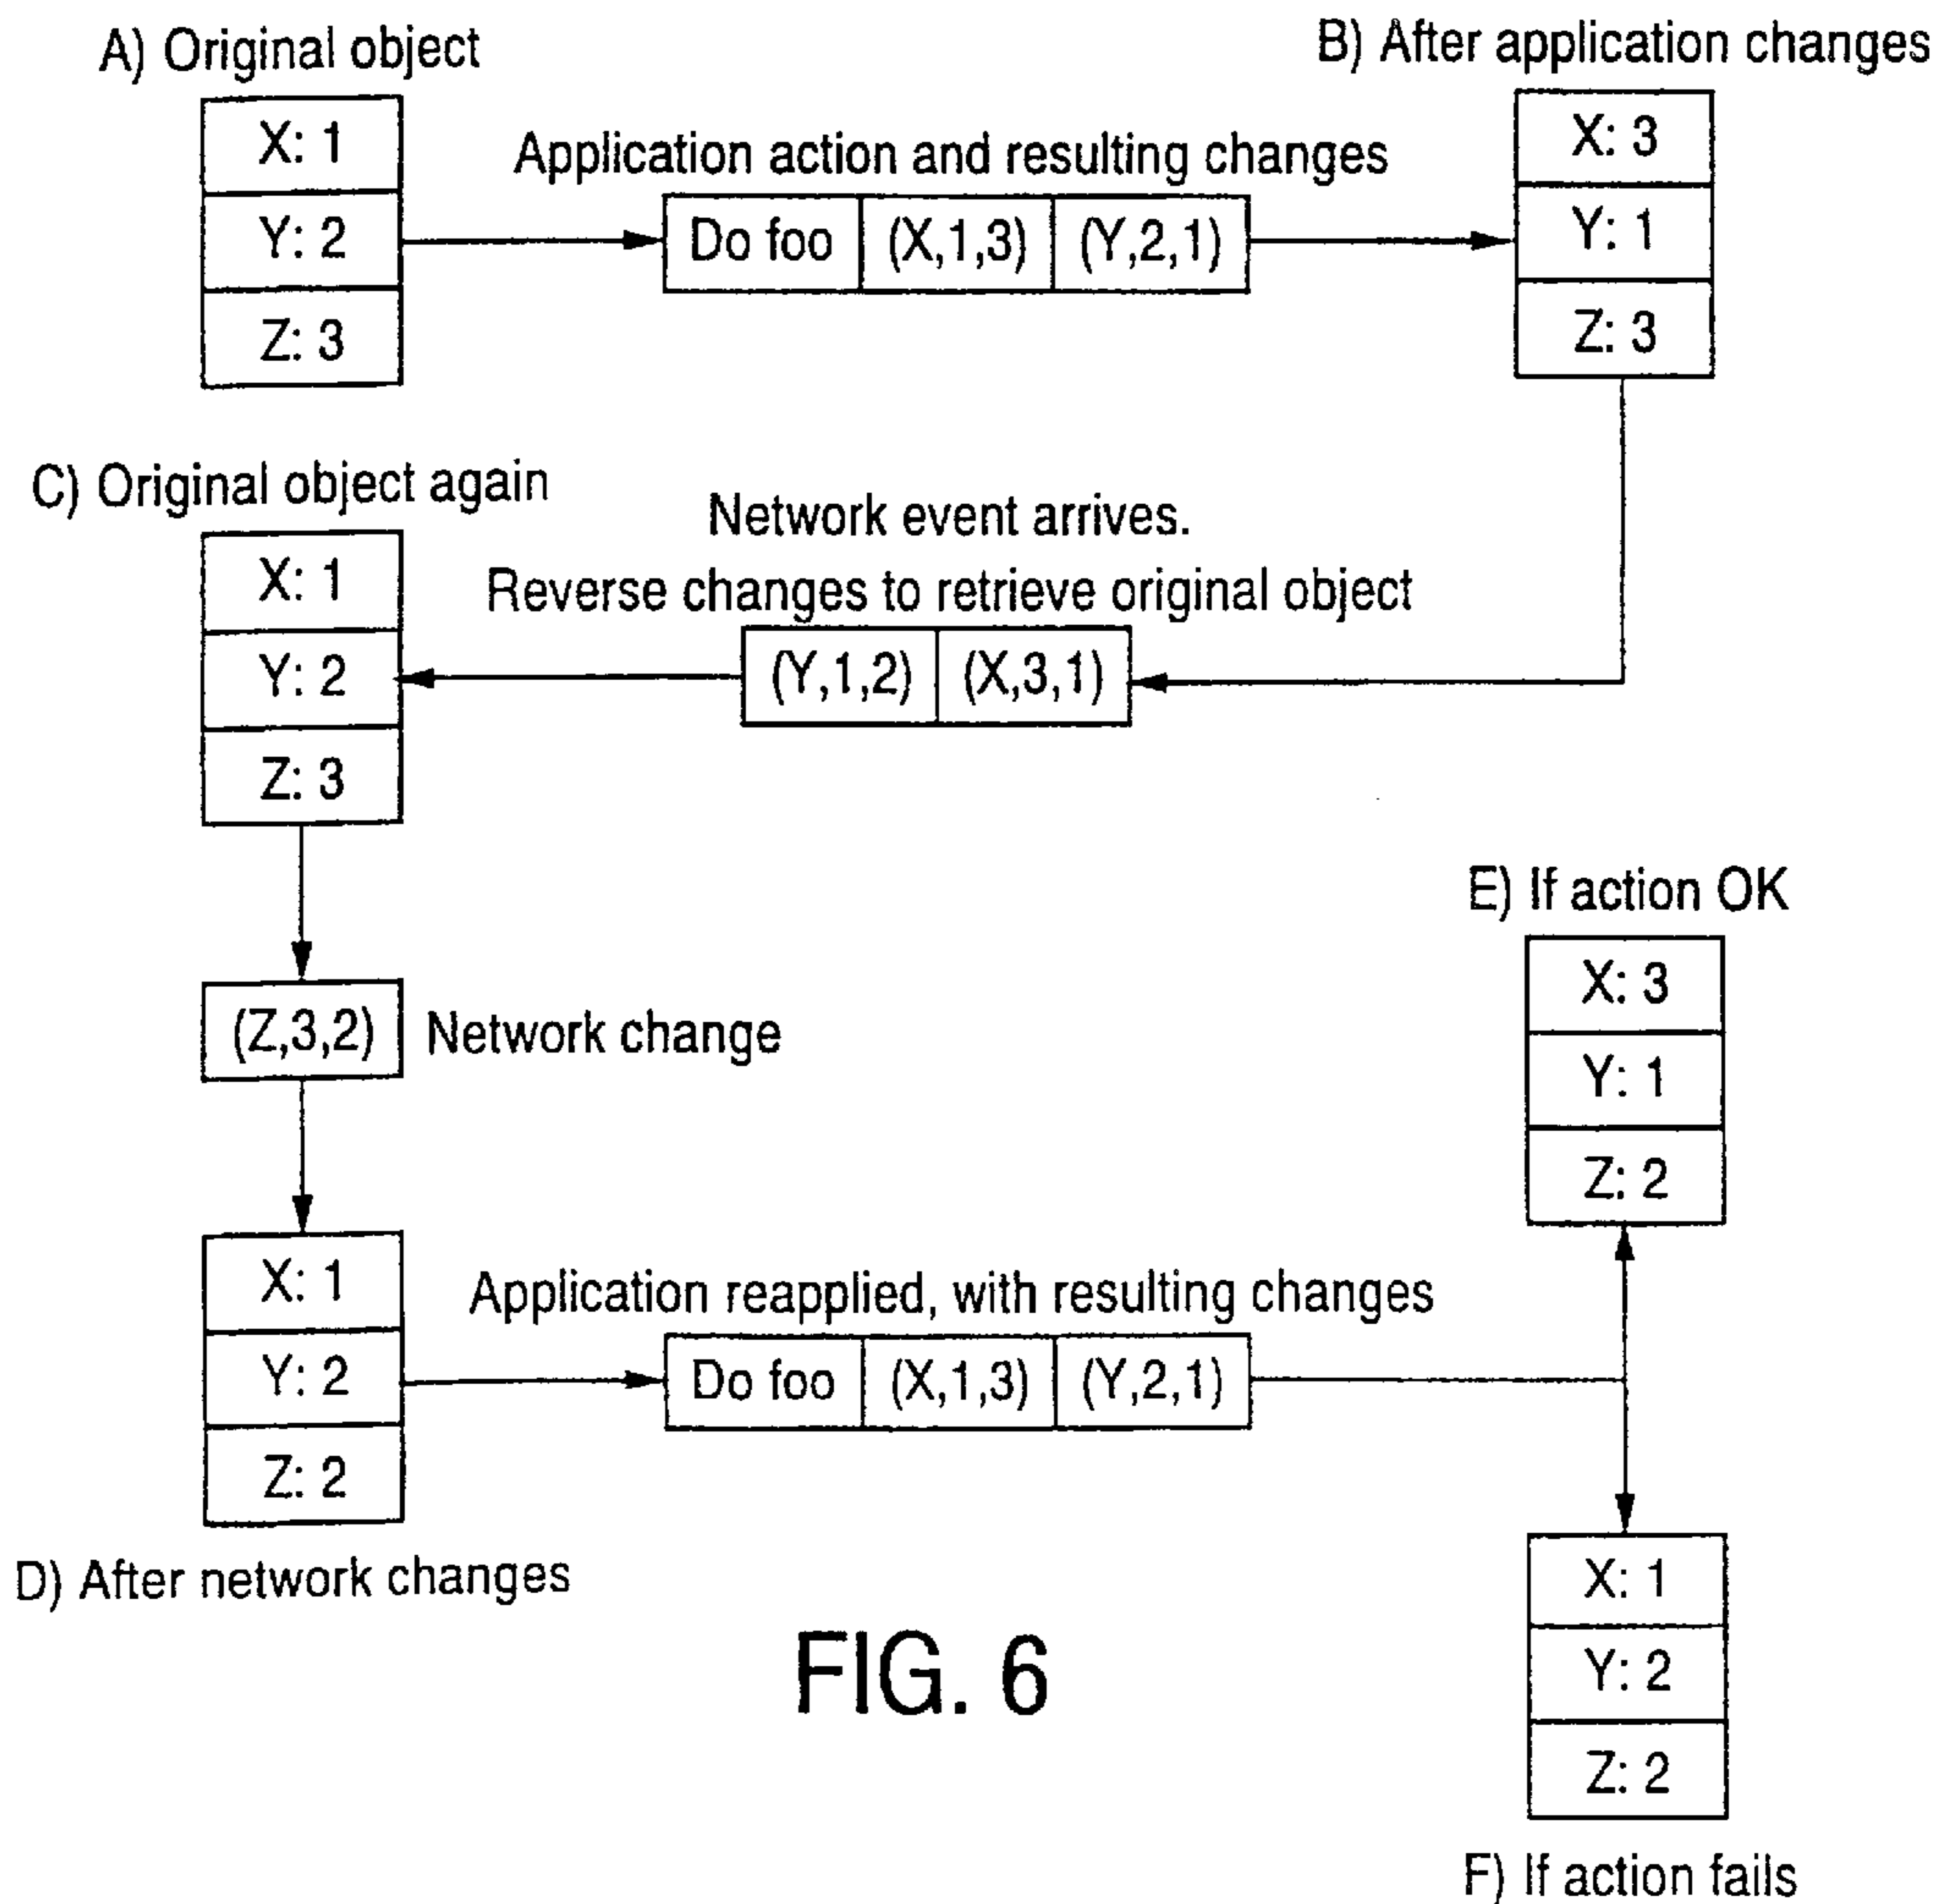 A) Original object
X: 1
Y: 2
Z: 3
Application action and resulting changes
Do foo (X,1,3) (Y,2,1)
B) After application changes
X: 3
Y: 1
Z: 3
C) Original object again
X: 1
Y: 2
Z: 3
Network event arrives.
Reverse changes to retrieve original object
(Y,1,2) (X,3,1)
(Z,3,2) Network change
X: 1
Y: 2
Z: 2
D) After network changes
Application reapplied, with resulting changes
Do foo (X,1,3) (Y,2,1)
E) If action OK
X: 3
Y: 1
Z: 2
X: 1
Y: 2
Z: 2
F) If action fails
FIG. 6